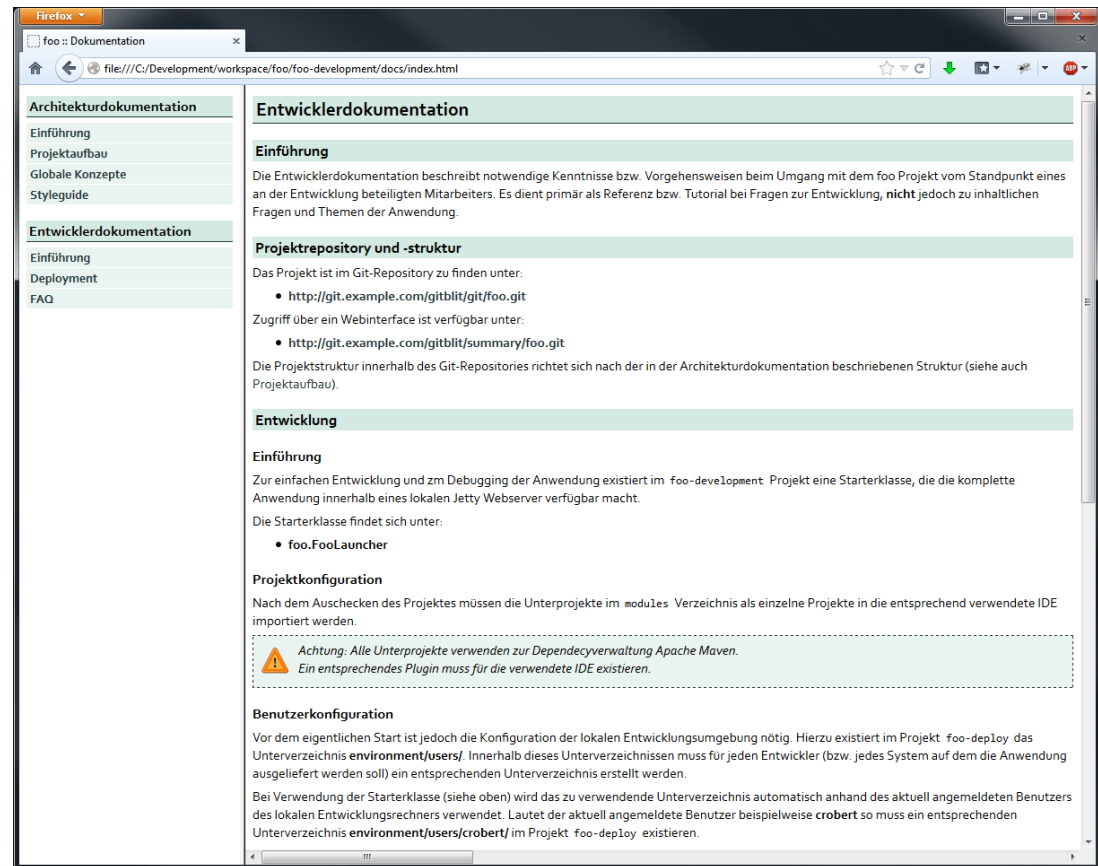 Firefox
foo :: Dokumentation
file:///C:/Development/workspace/foo/foo-development/docs/index.html
ABP
Architekturdokumentation
Einführung
Projektaufbau
Globale Konzepte
Styleguide
Entwicklerdokumentation
Einführung
Deployment
FAQ
Entwicklerdokumentation
Einführung
Die Entwicklerdokumentation beschreibt notwendige Kenntnisse bzw. Vorgehensweisen beim Umgang mit dem foo Projekt vom Standpunkt eines
an der Entwicklung beteiligten Mitarbeiters. Es dient primär als Referenz bzw. Tutorial bei Fragen zur Entwicklung, nicht jedoch zu inhaltlichen
Fragen und Themen der Anwendung.
Projektrepository und -struktur
Das Projekt ist im Git-Repository zu finden unter:
• http://git.example.com/gitblit/git/foo.git
Zugriff über ein Webinterface ist verfügbar unter:
• http://git.example.com/gitblit/summary/foo.git
Die Projektstruktur innerhalb des Git-Repositories richtet sich nach der in der Architekturdokumentation beschriebenen Struktur (siehe auch
Projektaufbau).
Entwicklung
Einführung
Zur einfachen Entwicklung und zm Debugging der Anwendung existiert im foo-development Projekt eine Starterklasse, die die komplette
Anwendung innerhalb eines lokalen Jetty Webserver verfügbar macht.
Die Starterklasse findet sich unter:
• foo.FooLauncher
Projektkonfiguration
Nach dem Auschecken des Projektes müssen die Unterprojekte im modules Verzeichnis als einzelne Projekte in die entsprechend verwendete IDE
importiert werden.
Achtung: Alle Unterprojekte verwenden zur Dependecyverwaltung Apache Maven.
Ein entsprechendes Plugin muss für die verwendete IDE existieren.
Benutzerkonfiguration
Vor dem eigentlichen Start ist jedoch die Konfiguration der lokalen Entwicklungsumgebung nötig. Hierzu existiert im Projekt foo-deploy das
Unterverzeichnis environment/users/. Innerhalb dieses Unterverzeichnissen muss für jeden Entwickler (bzw. jedes System auf dem die Anwendung
ausgeliefert werden soll) ein entsprechenden Unterverzeichnis erstellt werden.
Bei Verwendung der Starterklasse (siehe oben) wird das zu verwendende Unterverzeichnis automatisch anhand des aktuell angemeldeten Benutzers
des lokalen Entwicklungsrechners verwendet. Lautet der aktuell angemeldete Benutzer beispielweise crobert so muss ein entsprechenden
Unterverzeichnis environment/users/crobert/ im Projekt foo-deploy existieren.